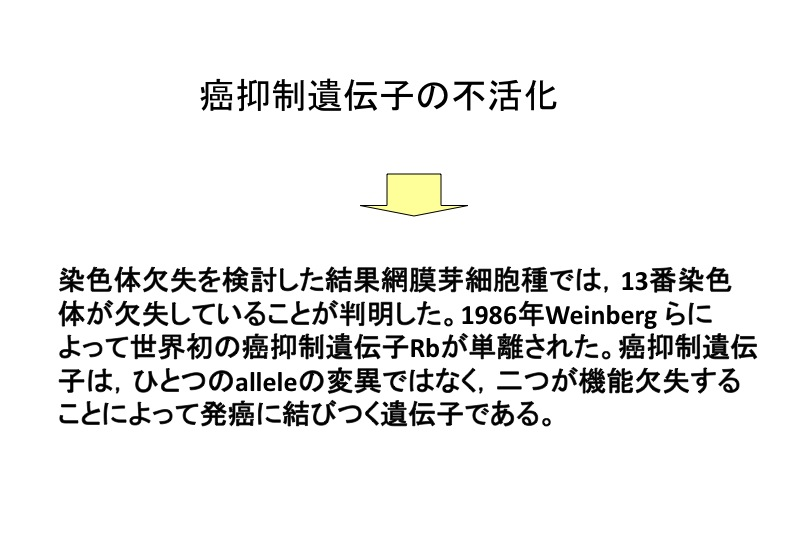 癌抑制遺伝子の不活化
染色体欠失を検討した結果網膜芽細胞種では，13番染色
体が欠失していることが判明した。1986年Weinberg らに
よって世界初の癌抑制遺伝子Rbが単離された。癌抑制遺伝
子は，ひとつのalleleの変異ではなく，二つが機能欠失する
ことによって発癌に結びつく遺伝子である。